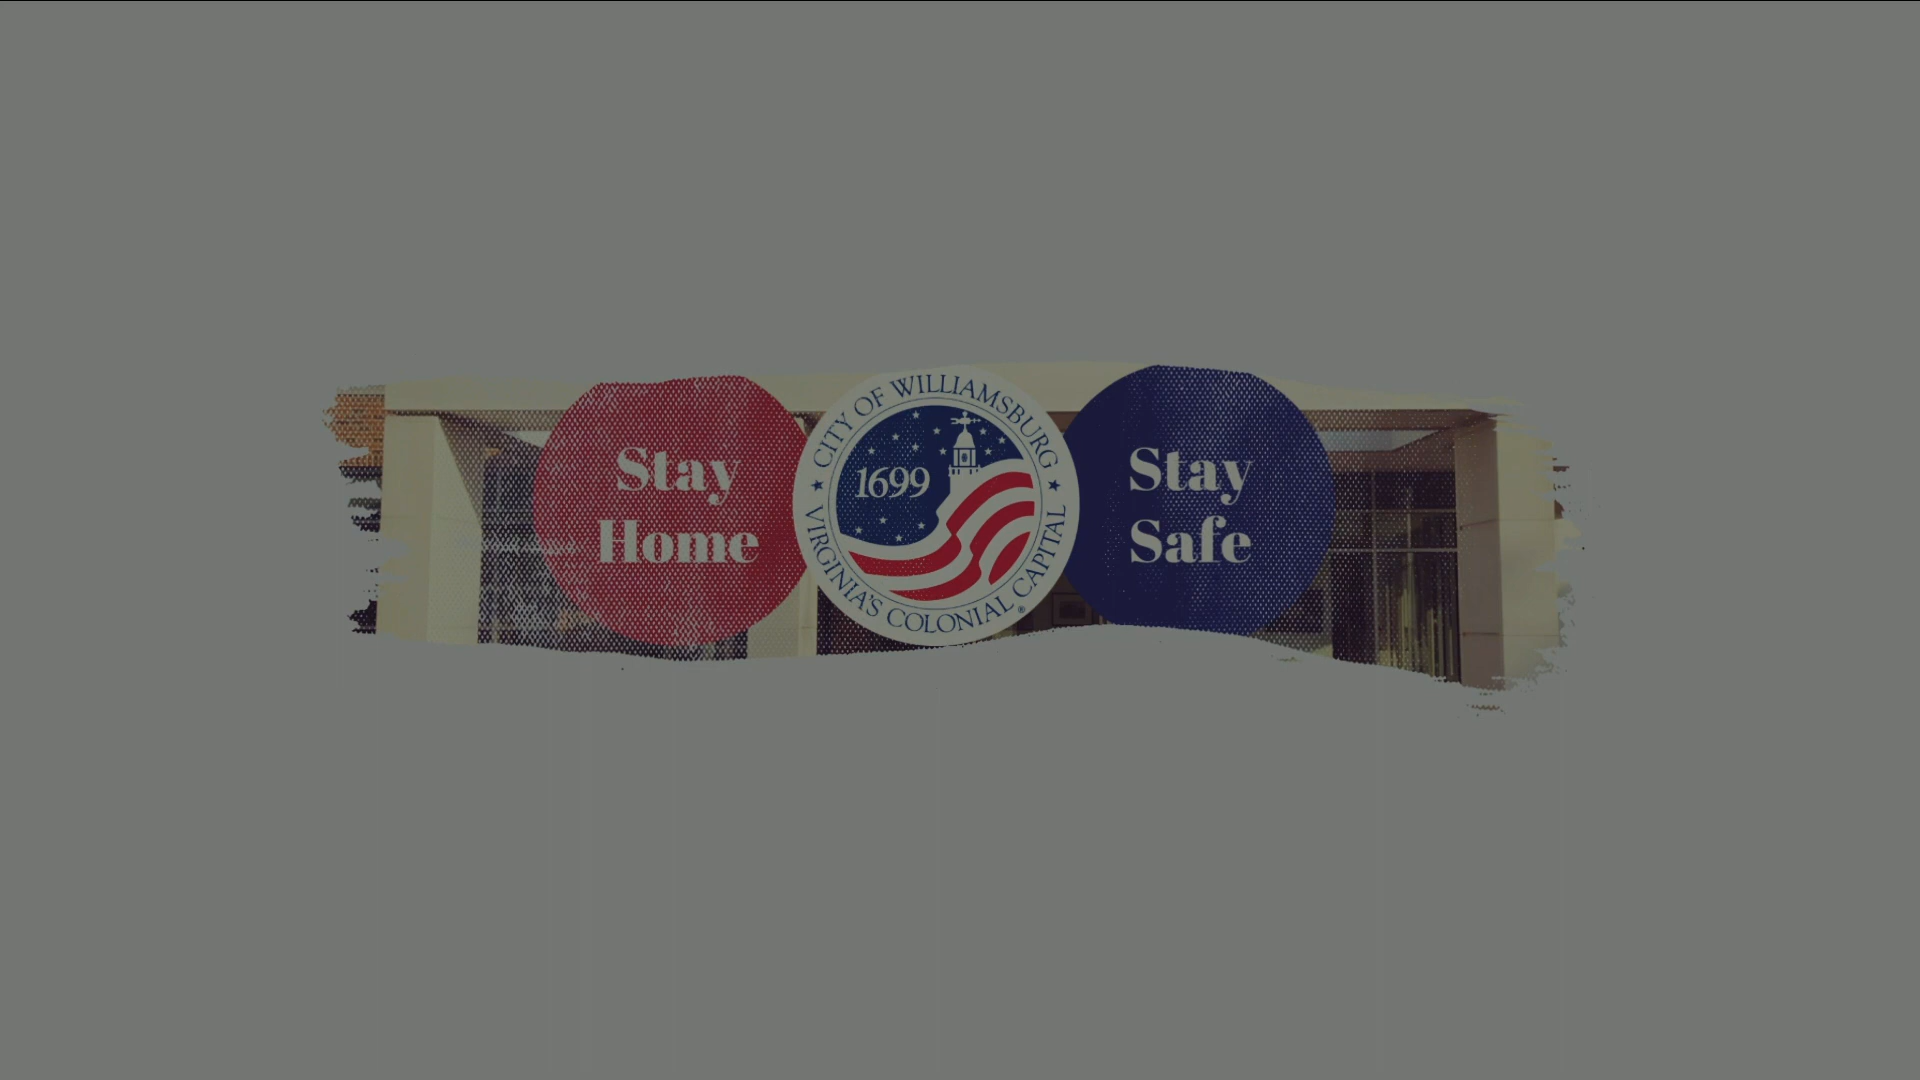 Stay
Home
CITY OF WILLIAMSBURG
1699
VIRGINIA'S COLONIAL CAPITAL
®
Stay
Safe